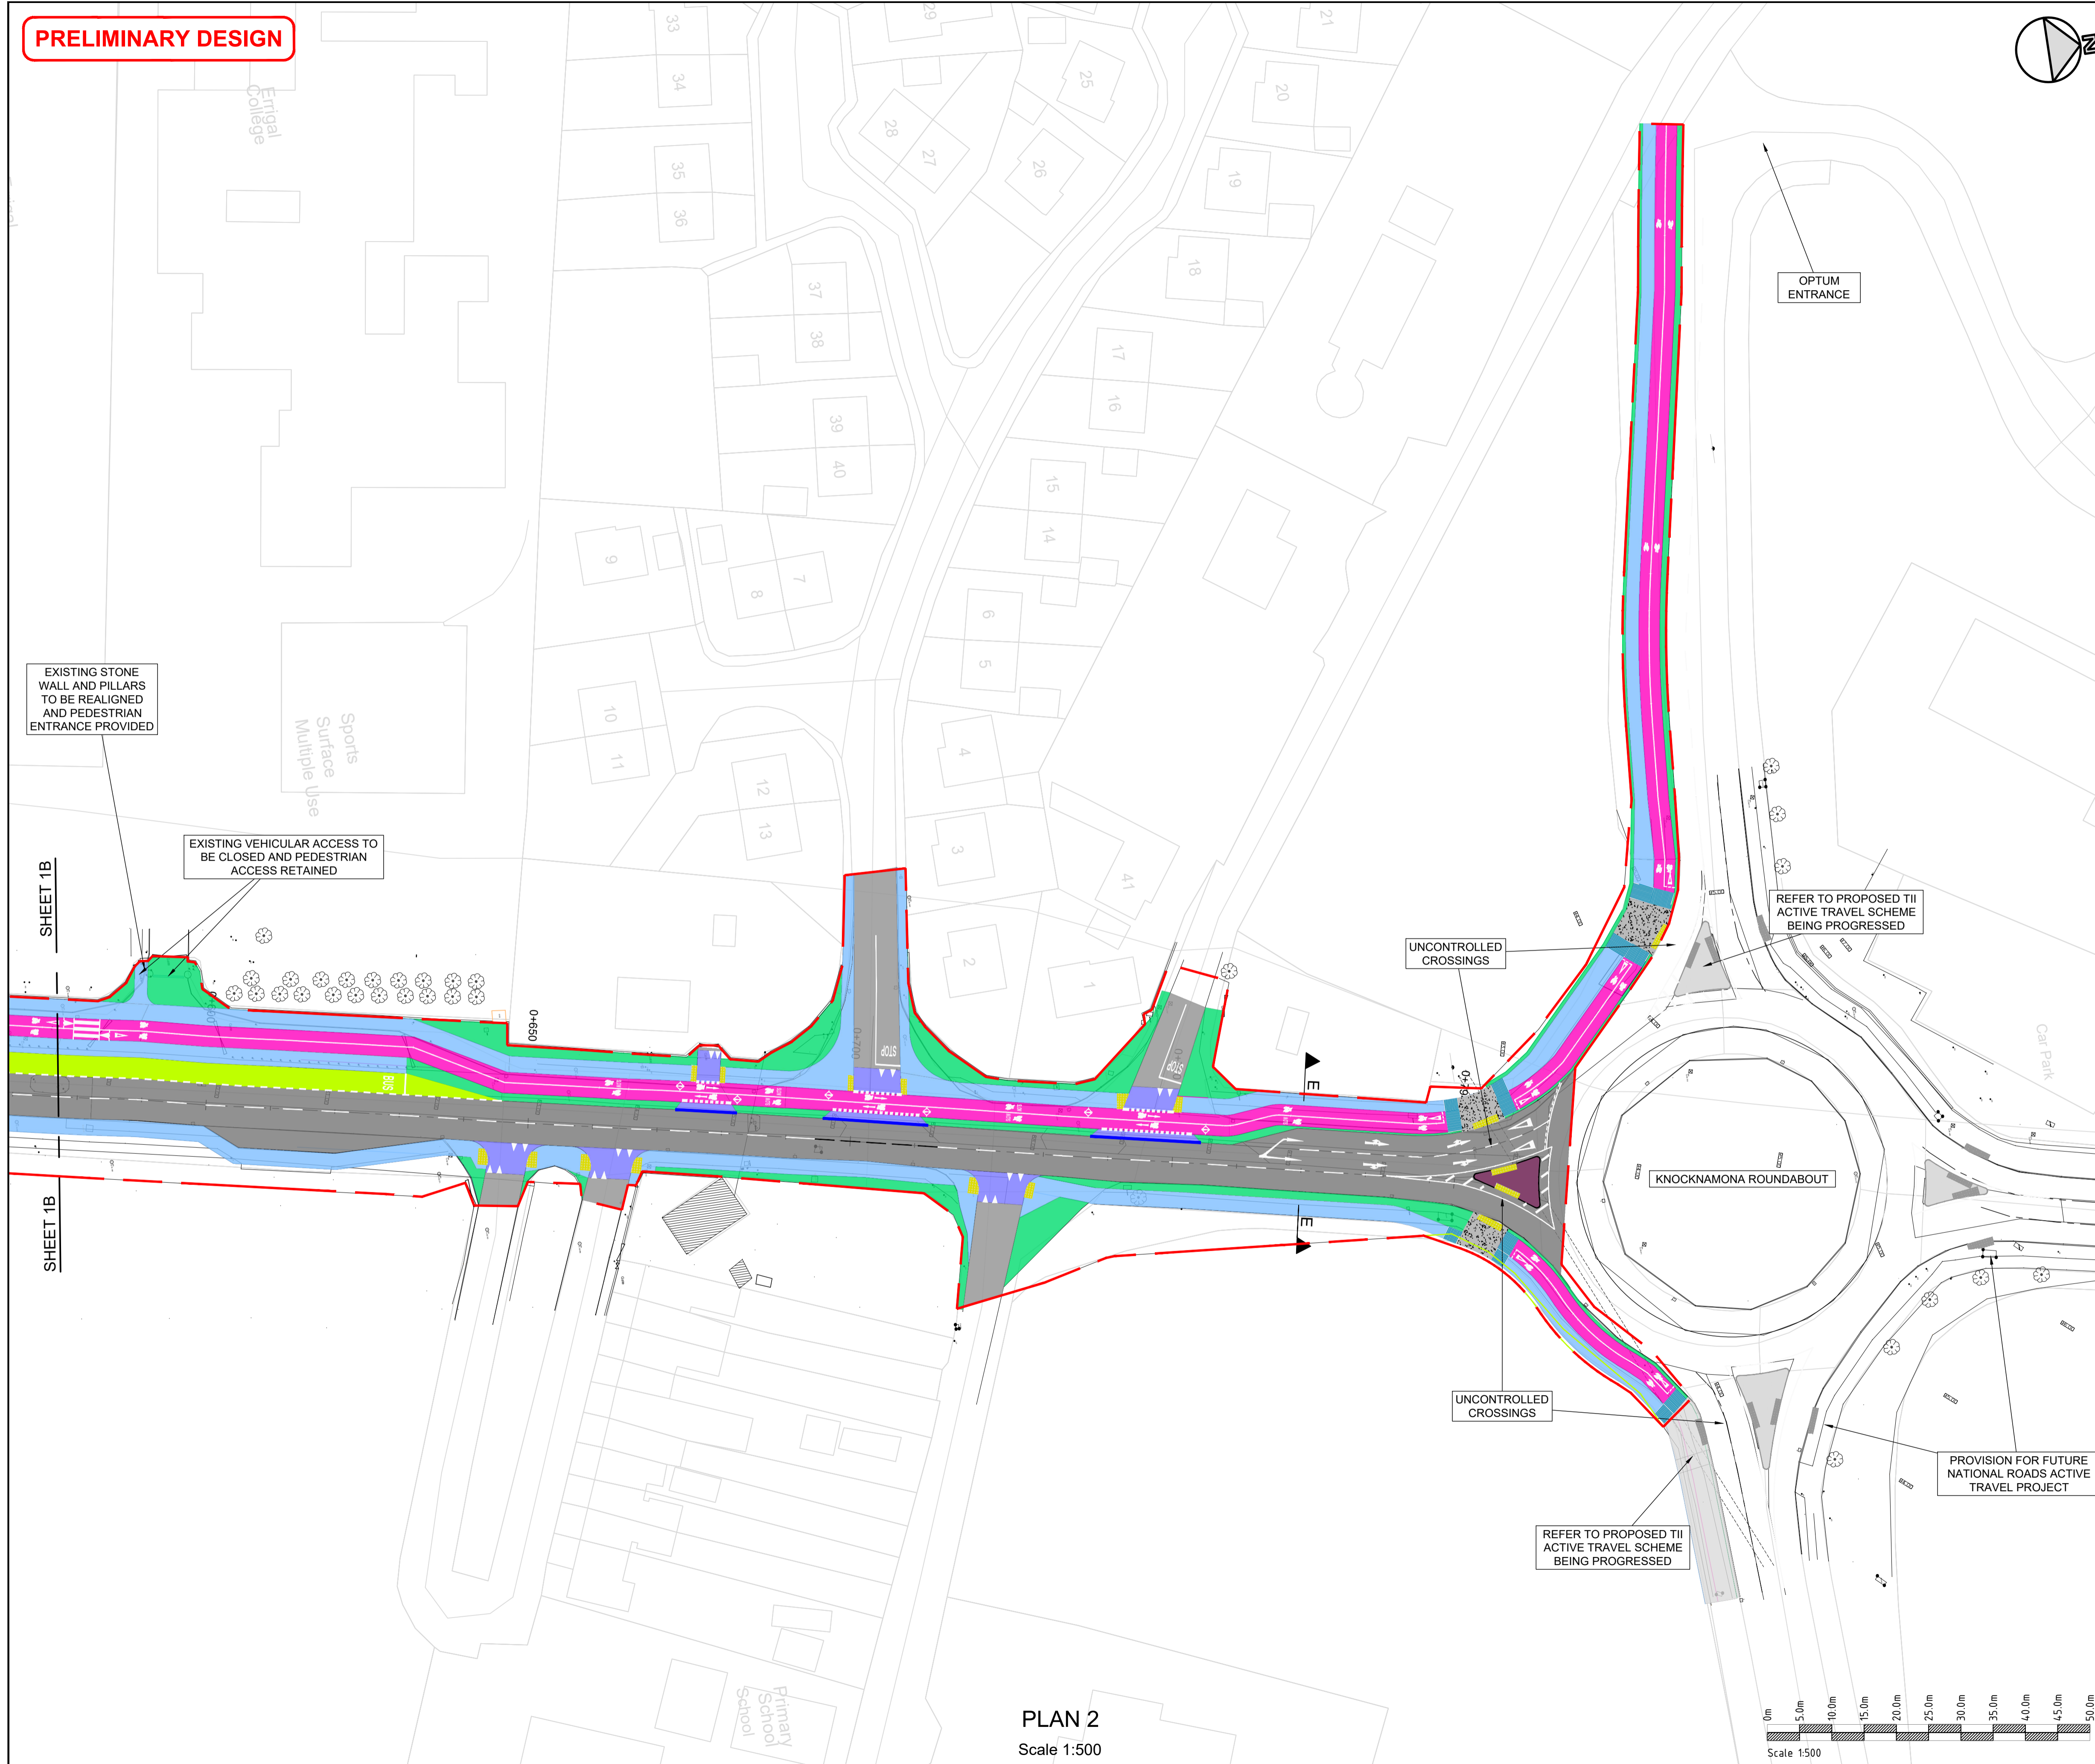 PRELIMINARY DESIGN
N
Errigal
College
33
34
35
36
29
28
27
25
26
21
20
19
18
37
38
39
40
17
16
15
14
9
8
7
6
5
10
11
12
13
4
3
2
1
41
OPTUM
ENTRANCE
EXISTING STONE
WALL AND PILLARS
TO BE REALIGNED
AND PEDESTRIAN
ENTRANCE PROVIDED
Sports
Surface
Multiple Use
EXISTING VEHICULAR ACCESS TO
BE CLOSED AND PEDESTRIAN
ACCESS RETAINED
SHEET 1B
SHEET 1B
REFER TO PROPOSED TII
ACTIVE TRAVEL SCHEME
BEING PROGRESSED
UNCONTROLLED
CROSSINGS
0+650
0+700
STOP
STOP
BUS
E
E
Car Park
KNOCKNAMONA ROUNDABOUT
UNCONTROLLED
CROSSINGS
PROVISION FOR FUTURE
NATIONAL ROADS ACTIVE
TRAVEL PROJECT
REFER TO PROPOSED TII
ACTIVE TRAVEL SCHEME
BEING PROGRESSED
Primary
School
School
PLAN 2
Scale 1:500
0m
5.0m
10.0m
15.0m
20.0m
25.0m
30.0m
35.0m
40.0m
45.0m
50.0m
Scale 1:500